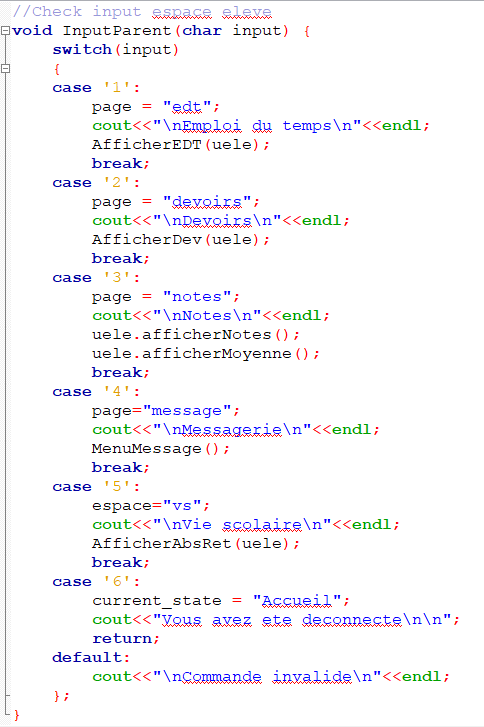 //Check input espace eleve
void InputParent(char input) {
    switch(input)
    {
    case '1':
        page = "edt";
        cout<<"\nEmploi du temps\n"<<endl;
        AfficherEDT(uele);
        break;
    case '2':
        page = "devoirs";
        cout<<"\nDevoirs\n"<<endl;
        AfficherDev(uele);
        break;
    case '3':
        page = "notes";
        cout<<"\nNotes\n"<<endl;
        uele.afficherNotes();
        uele.afficherMoyenne();
        break;
    case '4':
        page="message";
        cout<<"\nMessagerie\n"<<endl;
        MenuMessage();
        break;
    case '5':
        espace="vs";
        cout<<"\nVie scolaire\n"<<endl;
        AfficherAbsRet(uele);
        break;
    case '6':
        current_state = "Accueil";
        cout<<"Vous avez ete deconnecte\n\n";
        return;
    default:
        cout<<"\nCommande invalide\n"<<endl;
    };
}